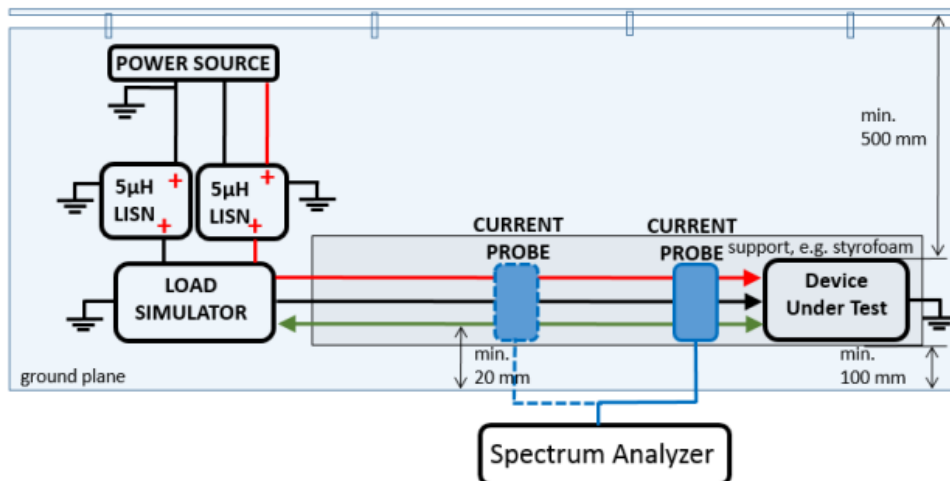 POWER SOURCE
min.
500 mm
5µH
LISN
+
+
5µH
LISN
+
+
CURRENT
PROBE
CURRENT
PROBE
support, e.g. styrofoam
LOAD
SIMULATOR
Device
Under Test
min.
20 mm
min.
100 mm
ground plane
Spectrum Analyzer